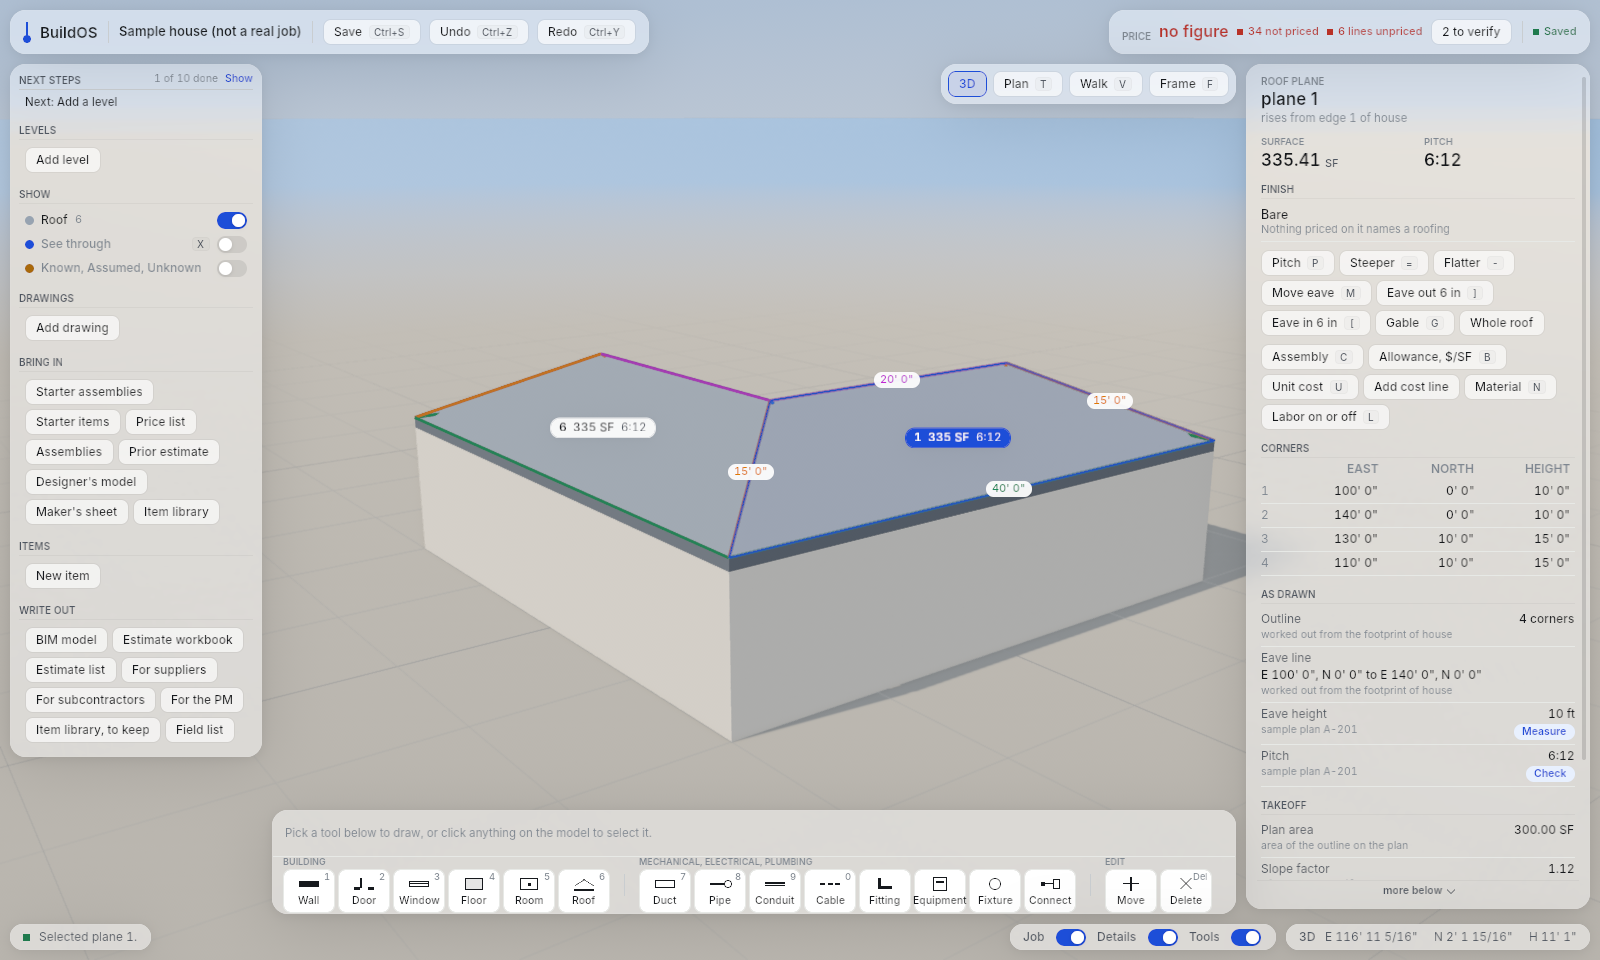 BuildOS
Sample house (not a real job)
Save Ctrl+S
Undo Ctrl+Z
Redo Ctrl+Y
PRICE no figure
34 not priced
6 lines unpriced
2 to verify
Saved
NEXT STEPS 1 of 10 done Show
Next: Add a level
LEVELS
Add level
SHOW
Roof 6
See through X
Known, Assumed, Unknown
DRAWINGS
Add drawing
BRING IN
Starter assemblies
Starter items Price list
Assemblies Prior estimate
Designer's model
Maker's sheet Item library
ITEMS
New item
WRITE OUT
BIM model Estimate workbook
Estimate list For suppliers
For subcontractors For the PM
Item library, to keep Field list
3D Plan T Walk V Frame F
20' 0"
15' 0"
6 335 SF 6:12
1 335 SF 6:12
15' 0"
40' 0"
ROOF PLANE
plane 1
rises from edge 1 of house
SURFACE PITCH
335.41 SF 6:12
FINISH
Bare
Nothing priced on it names a roofing
Pitch P Steeper = Flatter -
Move eave M Eave out 6 in ]
Eave in 6 in [ Gable G Whole roof
Assembly C Allowance, $/SF B
Unit cost U Add cost line Material N
Labor on or off L
CORNERS
EAST NORTH HEIGHT
1 100' 0" 0' 0" 10' 0"
2 140' 0" 0' 0" 10' 0"
3 130' 0" 10' 0" 15' 0"
4 110' 0" 10' 0" 15' 0"
AS DRAWN
Outline 4 corners
worked out from the footprint of house
Eave line
E 100' 0", N 0' 0" to E 140' 0", N 0' 0"
worked out from the footprint of house
Eave height 10 ft
sample plan A-201 Measure
Pitch 6:12
sample plan A-201 Check
TAKEOFF
Plan area 300.00 SF
area of the outline on the plan
Slope factor 1.12
more below
Pick a tool below to draw, or click anything on the model to select it.
BUILDING MECHANICAL, ELECTRICAL, PLUMBING EDIT
1 2 3 4 5 6 7 8 9 0 Del
Wall Door Window Floor Room Roof Duct Pipe Conduit Cable Fitting Equipment Fixture Connect Move Delete
Selected plane 1.
Job Details Tools
3D E 116' 11 5/16" N 2' 1 15/16" H 11' 1"